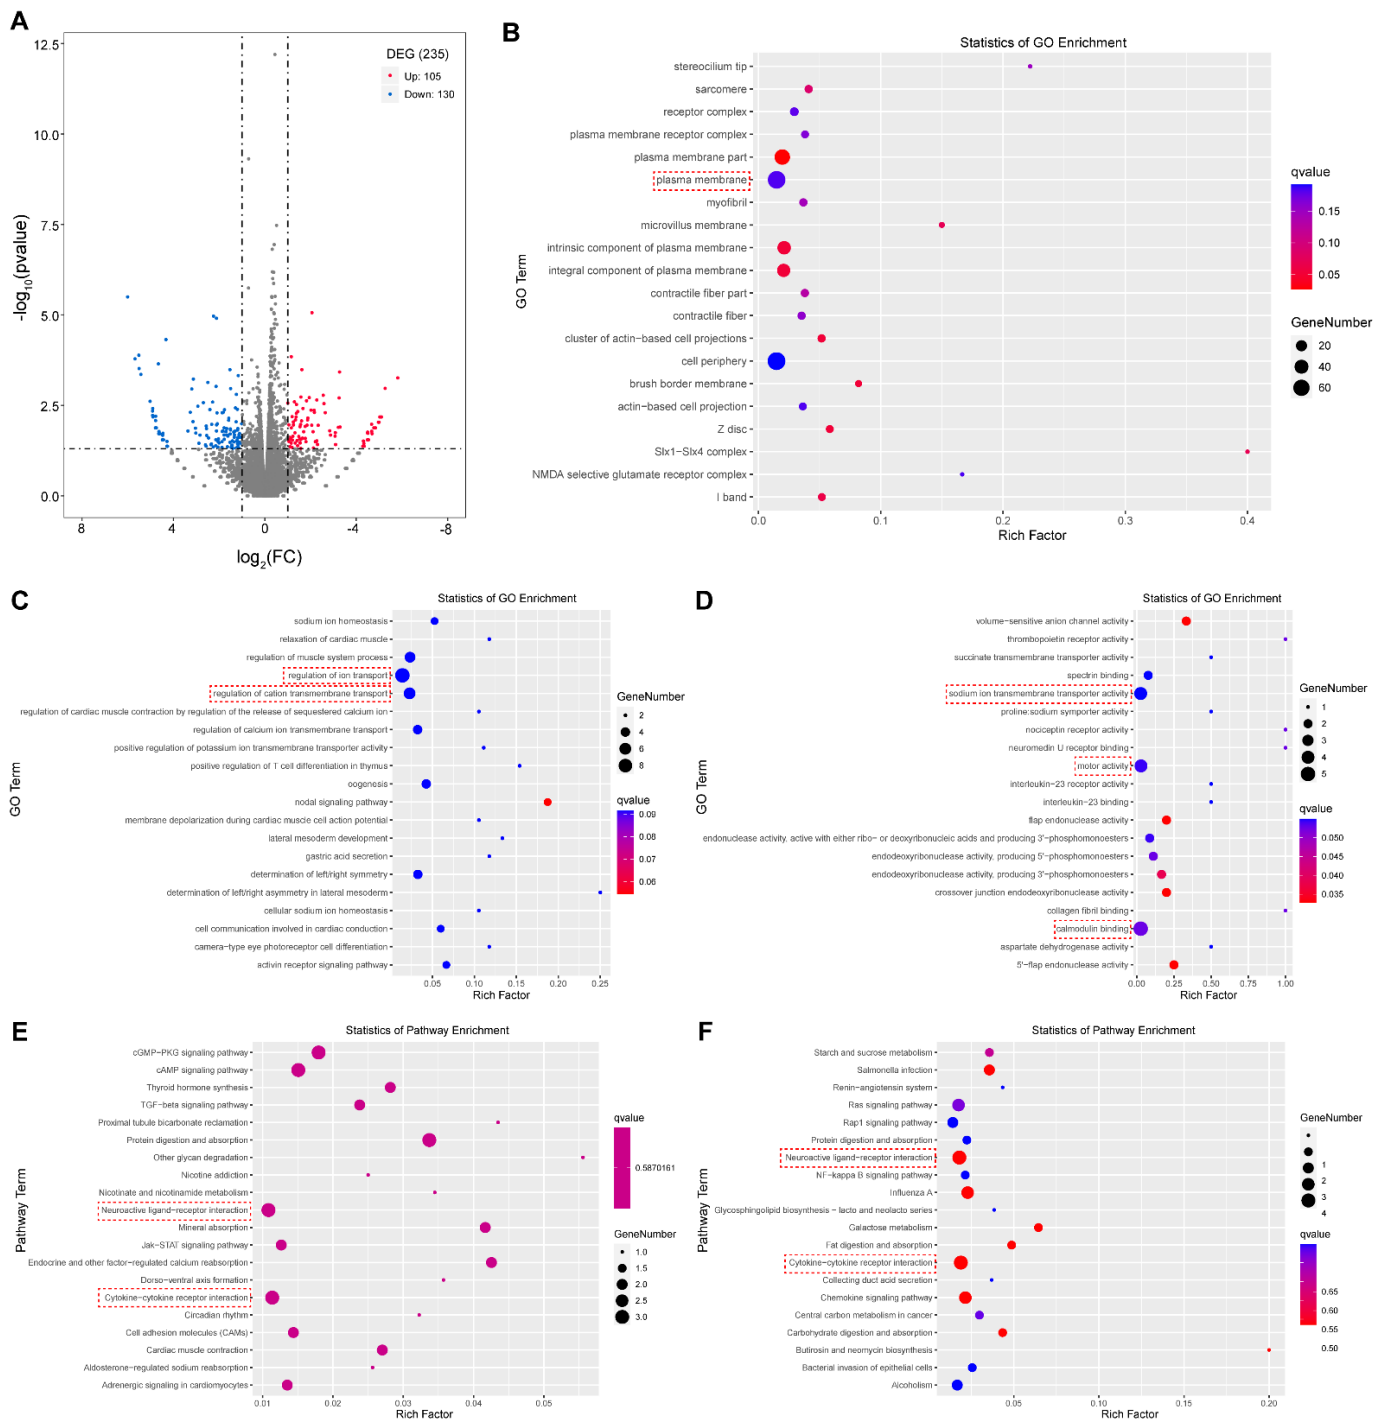 A
12.5
10.0
7.5
5.0
2.5
0.0
-log10(pvalue)
8
4
0
-4
-8
log2(FC)
DEG (235)
Up: 105
Down: 130
B
Statistics of GO Enrichment
GO Term
stereocilium tip
sarcomere
receptor complex
plasma membrane receptor complex
plasma membrane part
plasma membrane
myofibril
microvillus membrane
intrinsic component of plasma membrane
integral component of plasma membrane
contractile fiber part
contractile fiber
cluster of actin-based cell projections
cell periphery
brush border membrane
actin-based cell projection
Z disc
Slx1-Slx4 complex
NMDA selective glutamate receptor complex
I band
0.0
0.1
0.2
0.3
0.4
Rich Factor
qvalue
0.15
0.10
0.05
GeneNumber
20
40
60
C
Statistics of GO Enrichment
GO Term
sodium ion homeostasis
relaxation of cardiac muscle
regulation of muscle system process
regulation of ion transport
regulation of cation transmembrane transport
regulation of cardiac muscle contraction by regulation of the release of sequestered calcium ion
regulation of calcium ion transmembrane transport
positive regulation of potassium ion transmembrane transporter activity
positive regulation of T cell differentiation in thymus
oogenesis
nodal signaling pathway
membrane depolarization during cardiac muscle cell action potential
lateral mesoderm development
gastric acid secretion
determination of left/right symmetry
determination of left/right asymmetry in lateral mesoderm
cellular sodium ion homeostasis
cell communication involved in cardiac conduction
camera-type eye photoreceptor cell differentiation
activin receptor signaling pathway
0.05
0.10
0.15
0.20
0.25
Rich Factor
GeneNumber
2
4
6
8
qvalue
0.09
0.08
0.07
0.06
D
Statistics of GO Enrichment
GO Term
volume-sensitive anion channel activity
thrombopoietin receptor activity
succinate transmembrane transporter activity
spectrin binding
sodium ion transmembrane transporter activity
proline:sodium symporter activity
nociceptin receptor activity
neuromedin U receptor binding
motor activity
interleukin-23 receptor activity
interleukin-23 binding
flap endonuclease activity
endonuclease activity, active with either ribo- or deoxyribonucleic acids and producing 3'-phosphomonoesters
endodeoxyribonuclease activity, producing 5'-phosphomonoesters
endodeoxyribonuclease activity, producing 3'-phosphomonoesters
crossover junction endodeoxyribonuclease activity
collagen fibril binding
calmodulin binding
aspartate dehydrogenase activity
5'-flap endonuclease activity
0.00
0.25
0.50
0.75
1.00
Rich Factor
GeneNumber
1
2
3
4
5
qvalue
0.050
0.045
0.040
0.035
E
Statistics of Pathway Enrichment
Pathway Term
cGMP-PKG signaling pathway
cAMP signaling pathway
Thyroid hormone synthesis
TGF-beta signaling pathway
Proximal tubule bicarbonate reclamation
Protein digestion and absorption
Other glycan degradation
Nicotine addiction
Nicotinate and nicotinamide metabolism
Neuroactive ligand-receptor interaction
Mineral absorption
Jak-STAT signaling pathway
Endocrine and other factor-regulated calcium reabsorption
Dorso-ventral axis formation
Cytokine-cytokine receptor interaction
Circadian rhythm
Cell adhesion molecules (CAMs)
Cardiac muscle contraction
Aldosterone-regulated sodium reabsorption
Adrenergic signaling in cardiomyocytes
0.01
0.02
0.03
0.04
0.05
Rich Factor
qvalue
0.5870161
GeneNumber
1.0
1.5
2.0
2.5
3.0
F
Statistics of Pathway Enrichment
Pathway Term
Starch and sucrose metabolism
Salmonella infection
Renin-angiotensin system
Ras signaling pathway
Rap1 signaling pathway
Protein digestion and absorption
Neuroactive ligand-receptor interaction
NF-kappa B signaling pathway
Influenza A
Glycosphingolipid biosynthesis - lacto and neolacto series
Galactose metabolism
Fat digestion and absorption
Cytokine-cytokine receptor interaction
Collecting duct acid secretion
Chemokine signaling pathway
Central carbon metabolism in cancer
Carbohydrate digestion and absorption
Butirosin and neomycin biosynthesis
Bacterial invasion of epithelial cells
Alcoholism
0.05
0.10
0.15
0.20
Rich Factor
GeneNumber
1
2
3
4
qvalue
0.65
0.60
0.55
0.50